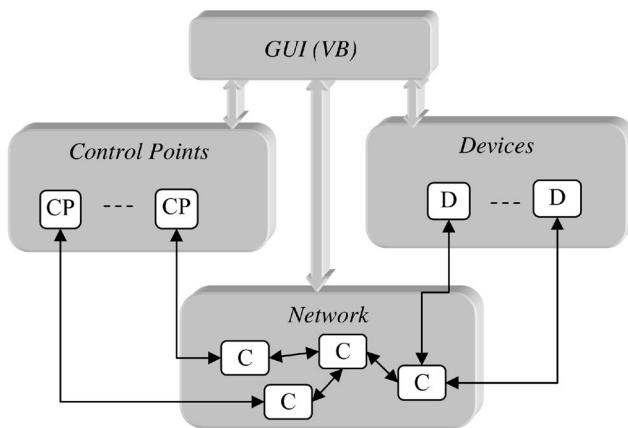 GUI (VB)
Control Points
Devices
CP --- CP
D --- D
Network
C
C
C
C